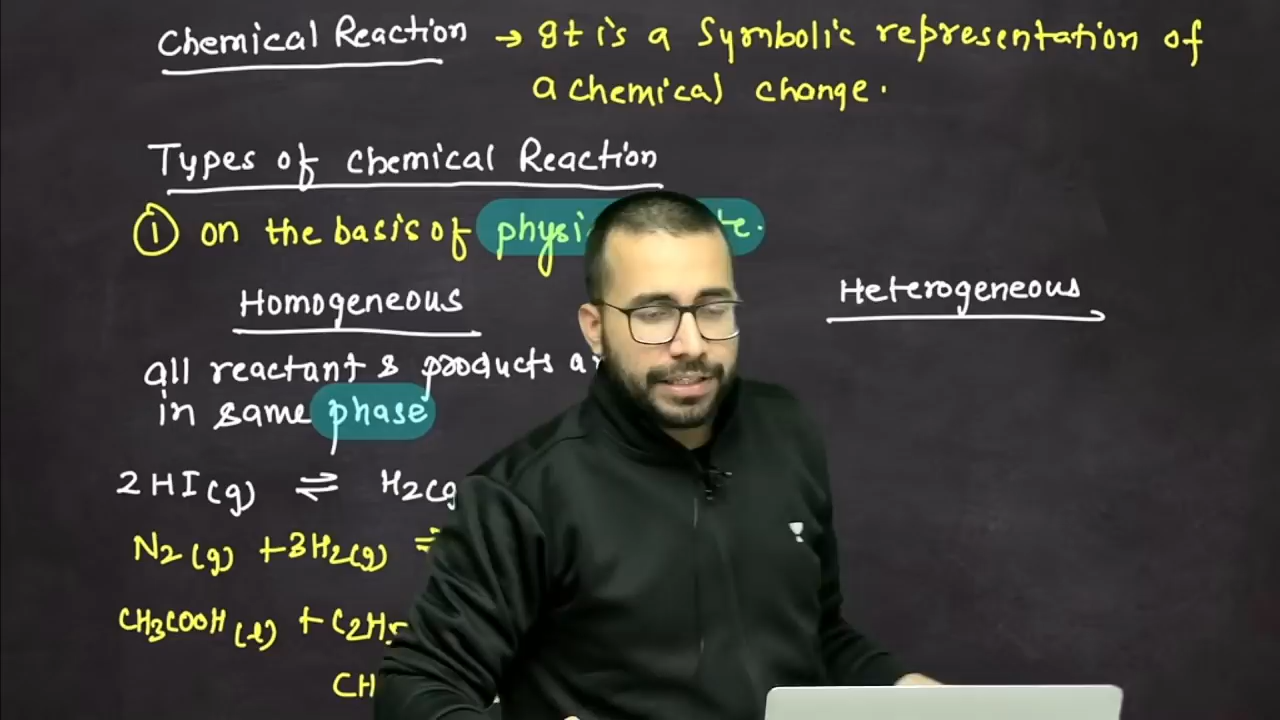 Chemical Reaction → It is a Symbolic representation of
a chemical change.
Types of chemical Reaction
① on the basis of
Homogeneous
Heterogeneous
all reactant & products
in same phase
2HI(g) ⇌ H2(g
N2(g) + 3H2(g) ⇌
CH3COOH(l) + C2H5
CH